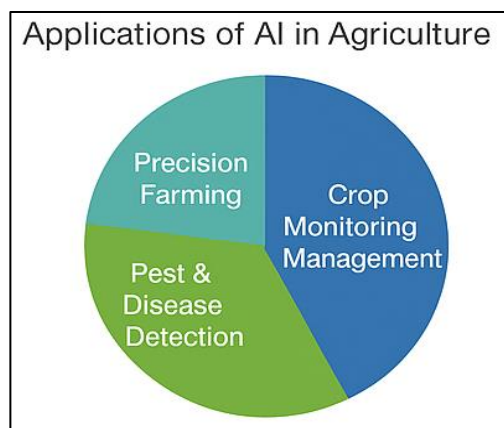 Applications of AI in Agriculture
Precision
Farming
Crop
Monitoring
Management
Pest &
Disease
Detection